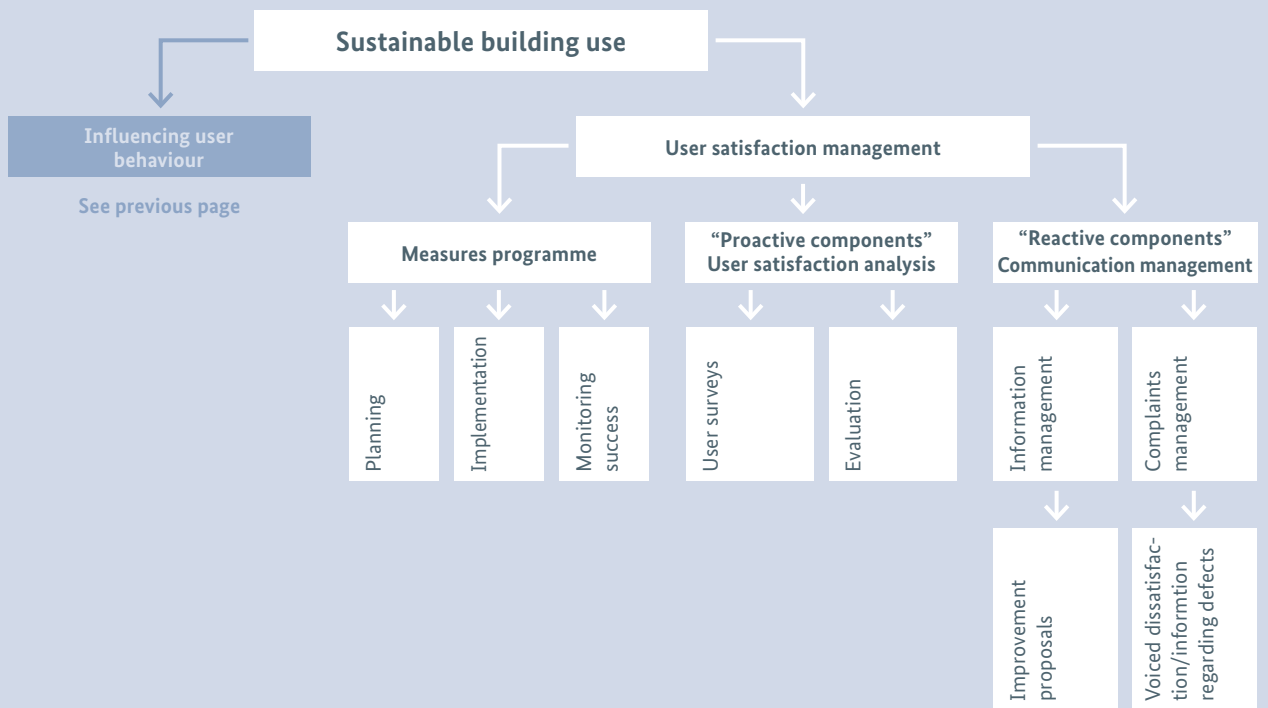 Sustainable building use
Influencing user
behaviour
See previous page
User satisfaction management
Measures programme
“Proactive components”
User satisfaction analysis
“Reactive components”
Communication management
Planning
Implementation
Monitoring
success
User surveys
Evaluation
Information
management
Complaints
management
Improvement
proposals
Voiced dissatisfac-
tion/informtion
regarding defects